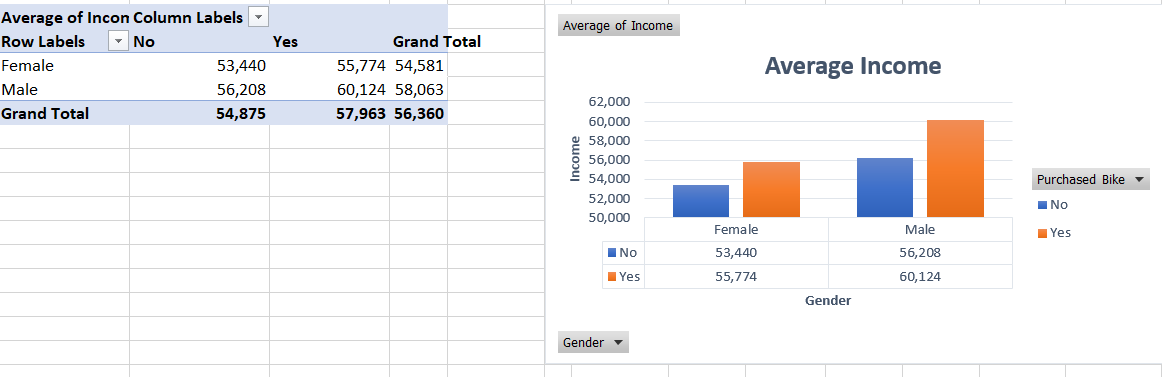 Average of Incon Column Labels
Row Labels No Yes Grand Total
Female 53,440 55,774 54,581
Male 56,208 60,124 58,063
Grand Total 54,875 57,963 56,360
Average of Income
Average Income
62,000
60,000
58,000
56,000
54,000
52,000
50,000
Income
Female Male
No 53,440 56,208
Yes 55,774 60,124
Gender
Purchased Bike
No
Yes
Gender